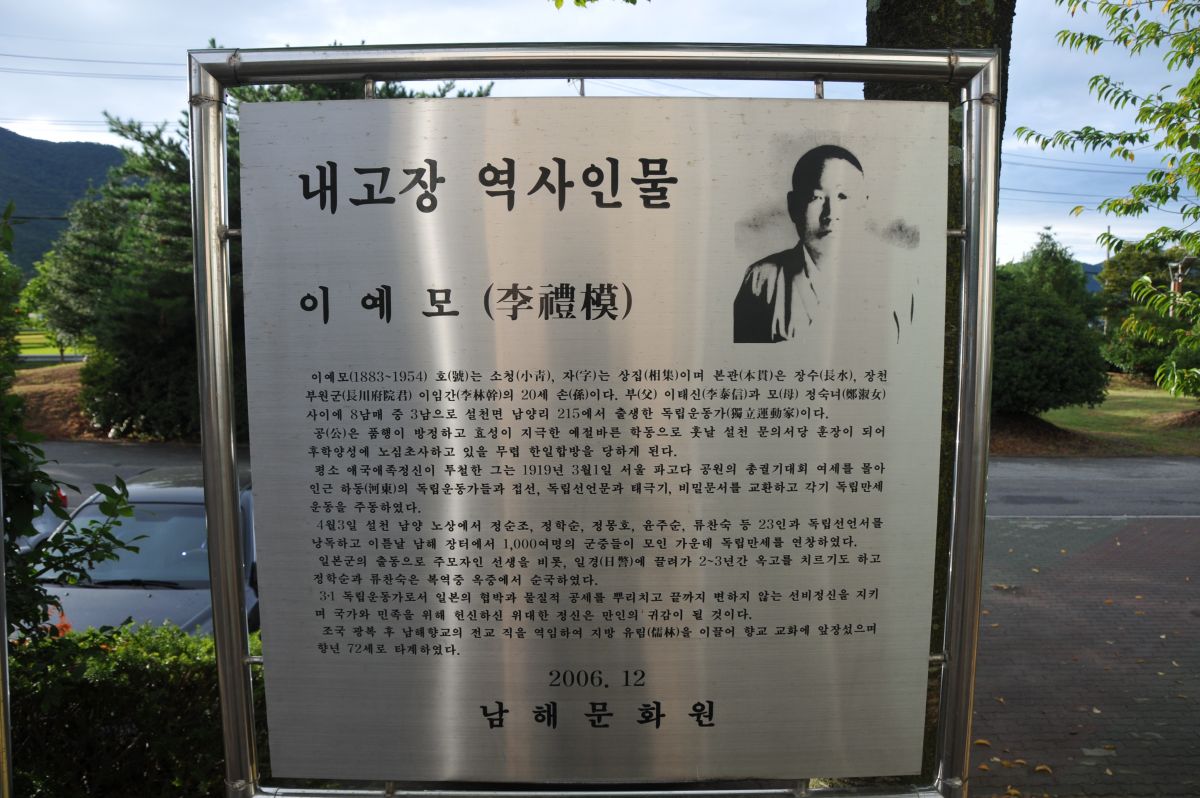 내고장 역사인물
이 예 모 (李禮模)
이예모(1883~1954) 호(號)는 소청(小靑), 자(字)는 상집(相集)이며 본관(本貫)은 장수(長水), 장천
부원군(長川府院君) 이임간(李林幹)의 20세 손(係)이다. 부(父) 이태신(李泰信)과 모(母) 정숙녀(鄭淑女)
사이에 8남매 중 3남으로 설천면 남양리 215에서 출생한 독립운동가(獨立運動家)이다.
공(公)은 품행이 방정하고 효성이 지극한 예절바른 학동으로 훗날 설천 문의서당 훈장이 되어
후학양성에 노심초사하고 있을 무렵 한일합방을 당하게 된다.
평소 애국애족정신이 투철한 그는 1919년 3월1일 서울 파고다 공원의 총궐기대회 여세를 몰아
인근 하동(河東)의 독립운동가들과 접선, 독립선언문과 태극기, 비밀문서를 교환하고 각기 독립만세
운동을 주동하였다.
4월3일 설천 남양 노상에서 정순조, 정학순, 정몽호, 윤주순, 류찬숙 등 23인과 독립선언서를
낭독하고 이튿날 남해 장터에서 1,000여명의 군중들이 모인 가운데 독립만세를 연창하였다.
일본군의 출동으로 주모자인 선생을 비롯, 일경(日警)에 끌려가 2~3년간 옥고를 치르기도 하고
정학순과 류찬숙은 복역중 옥중에서 순국하였다.
3·1 독립운동가로서 일본의 협박과 물질적 공세를 뿌리치고 끝까지 변하지 않는 선비정신을 지키
며 국가와 민족을 위해 헌신하신 위대한 정신은 만인의 귀감이 될 것이다.
조국 광복 후 남해향교의 전교 직을 역임하여 지방 유림(儒林)을 이끌어 향교 교화에 앞장섰으며
향년 72세로 타계하였다.
2006. 12
남 해 문 화 원